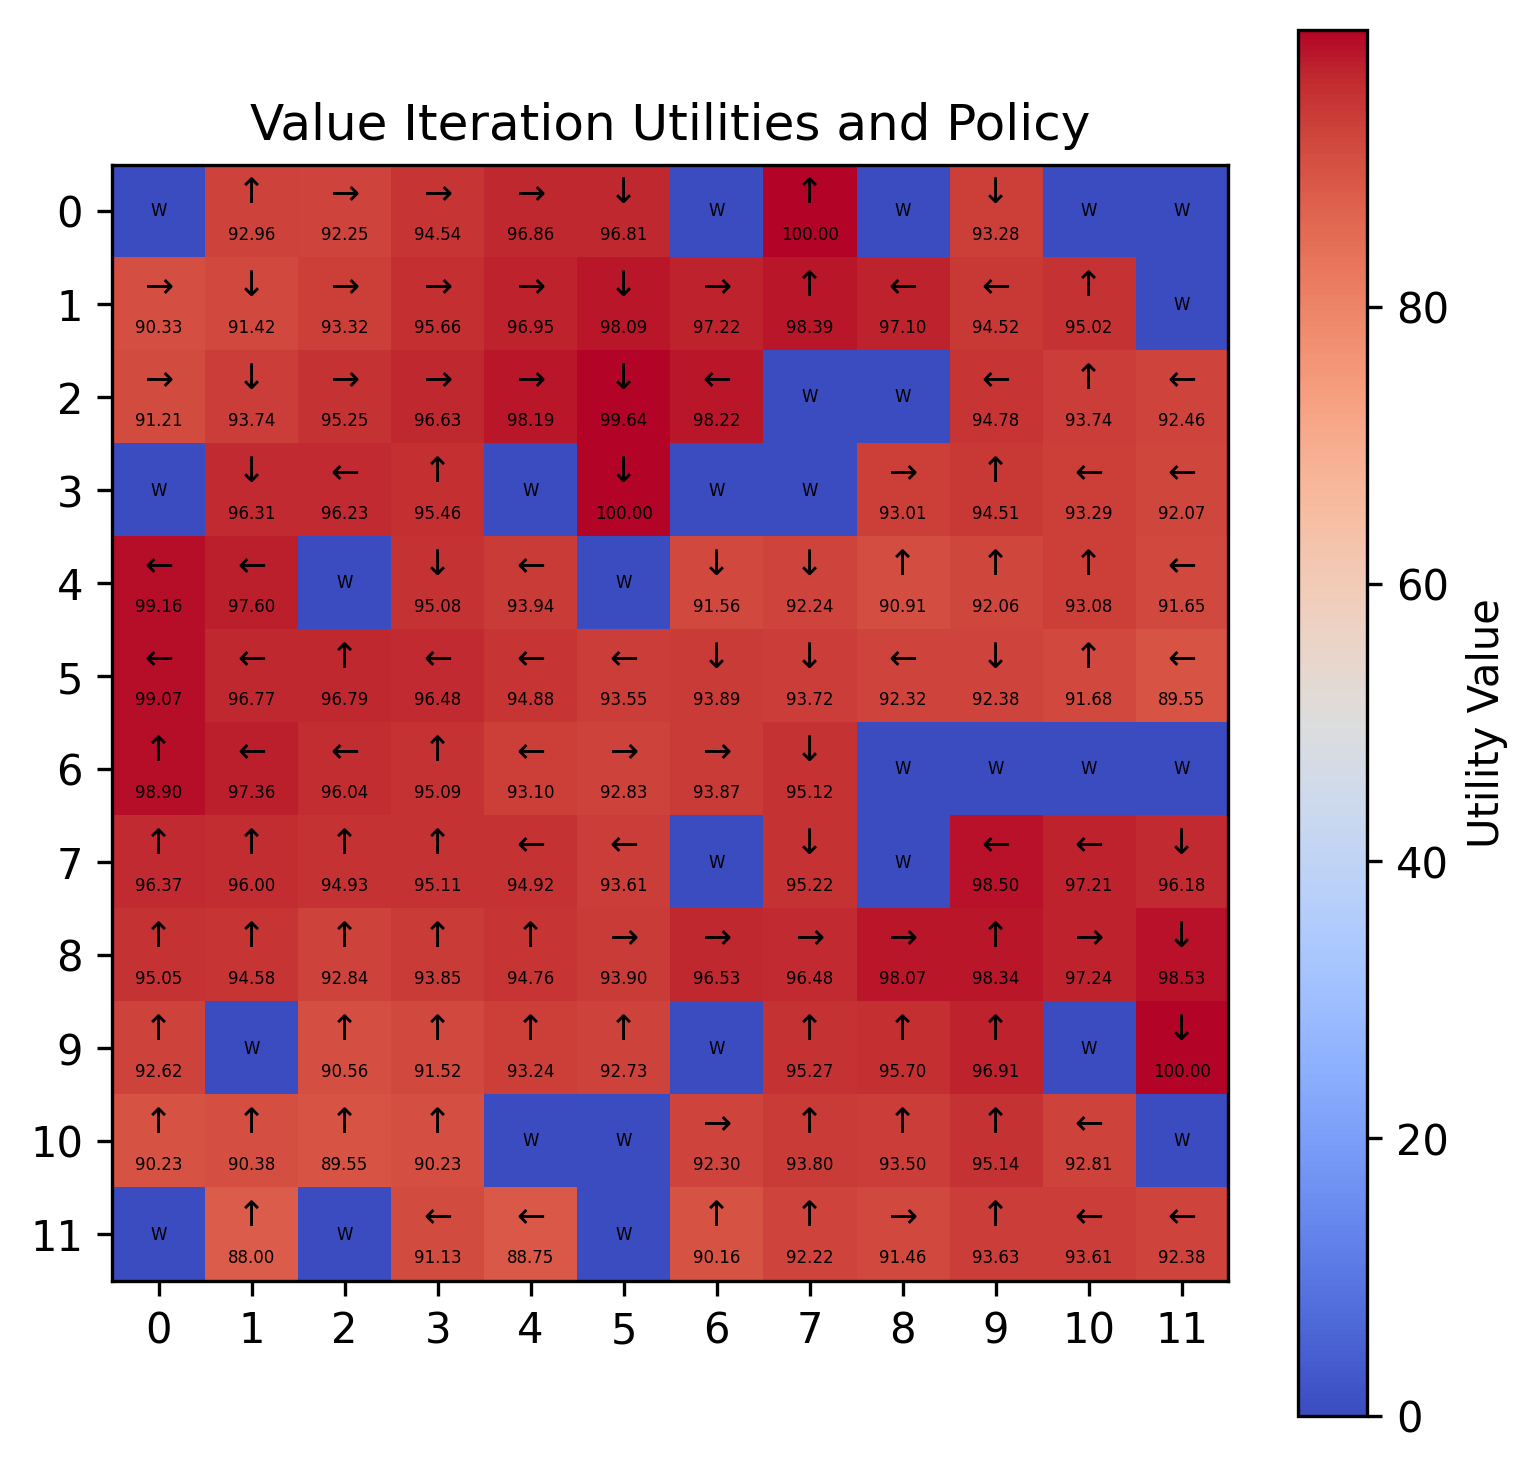 Value Iteration Utilities and Policy
0 W ↑ → → → ↓ W ↑ W ↓ W W
92.96 92.25 94.54 96.86 96.81 100.00 93.28
1 → ↓ → → → ↓ → ↑ ← ← ↑ W
90.33 91.42 93.32 95.66 96.95 98.09 97.22 98.39 97.10 94.52 95.02
2 → ↓ → → → ↓ ← W W ← ↑ ←
91.21 93.74 95.25 96.63 98.19 99.64 98.22 94.78 93.74 92.46
3 W ↓ ← ↑ W ↓ W W → ↑ ← ←
96.31 96.23 95.46 100.00 93.01 94.51 93.29 92.07
4 ← ← W ↓ ← W ↓ ↓ ↑ ↑ ↑ ←
99.16 97.60 95.08 93.94 91.56 92.24 90.91 92.06 93.08 91.65
5 ← ← ↑ ← ← ← ↓ ↓ ← ↓ ↑ ←
99.07 96.77 96.79 96.48 94.88 93.55 93.89 93.72 92.32 92.38 91.68 89.55
6 ↑ ← ← ↑ ← → → ↓ W W W W
98.90 97.36 96.04 95.09 93.10 92.83 93.87 95.12
7 ↑ ↑ ↑ ↑ ← ← W ↓ W ← ← ↓
96.37 96.00 94.93 95.11 94.92 93.61 95.22 98.50 97.21 96.18
8 ↑ ↑ ↑ ↑ ↑ → → → → ↑ → ↓
95.05 94.58 92.84 93.85 94.76 93.90 96.53 96.48 98.07 98.34 97.24 98.53
9 ↑ W ↑ ↑ ↑ ↑ W ↑ ↑ ↑ W ↓
92.62 90.56 91.52 93.24 92.73 95.27 95.70 96.91 100.00
10 ↑ ↑ ↑ ↑ W W → ↑ ↑ ↑ ← W
90.23 90.38 89.55 90.23 92.30 93.80 93.50 95.14 92.81
11 W ↑ W ← ← W ↑ ↑ → ↑ ← ←
88.00 91.13 88.75 90.16 92.22 91.46 93.63 93.61 92.38
0 1 2 3 4 5 6 7 8 9 10 11
80
60
40
20
0
Utility Value